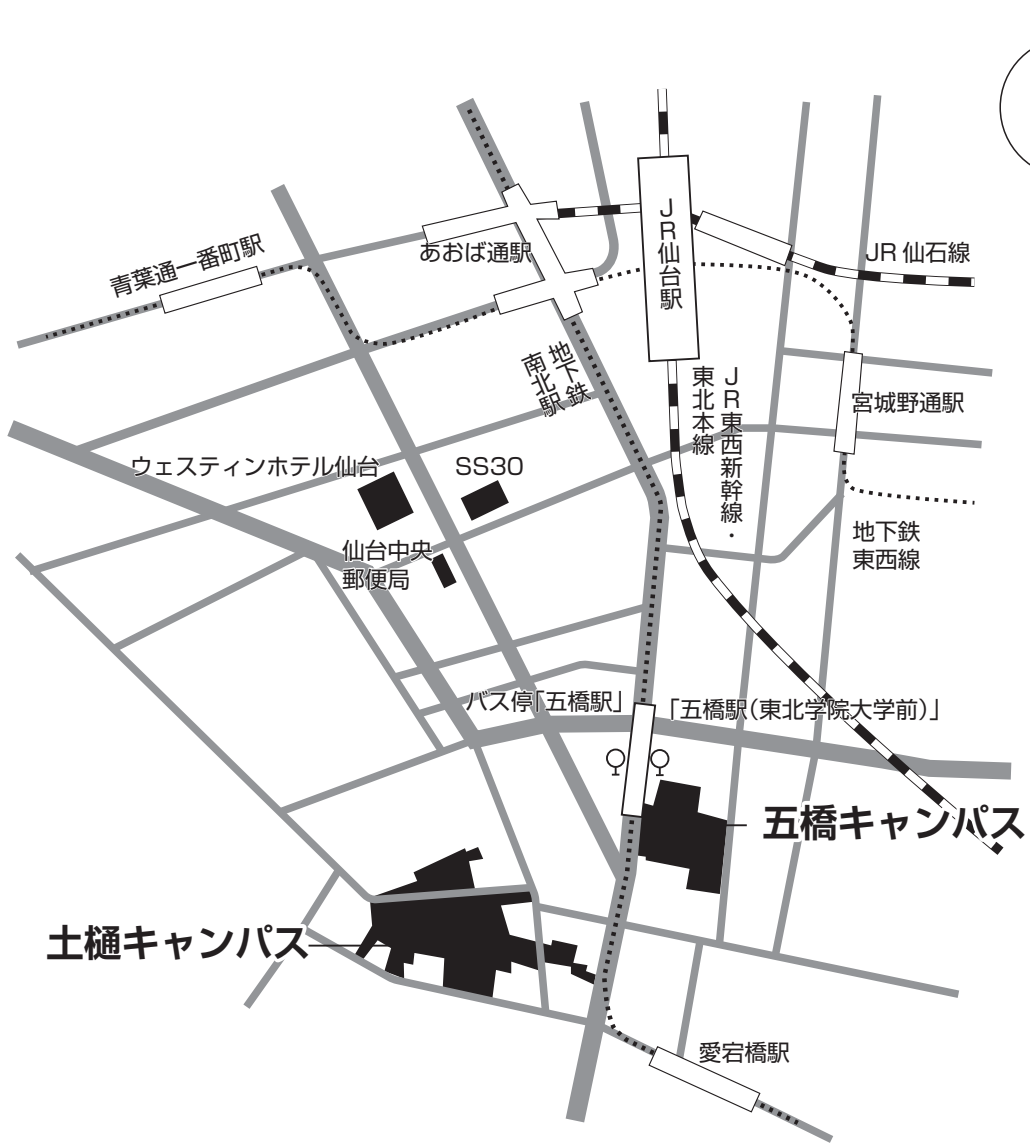 JR仙台駅
あおば通駅
青葉通一番町駅
JR 仙石線
地下鉄
南北駅
JR東西新幹線・
東北本線
宮城野通駅
ウェスティンホテル仙台
SS30
地下鉄
東西線
仙台中央
郵便局
バス停「五橋駅」
「五橋駅（東北学院大学前）」
五橋キャンパス
土樋キャンパス
愛宕橋駅